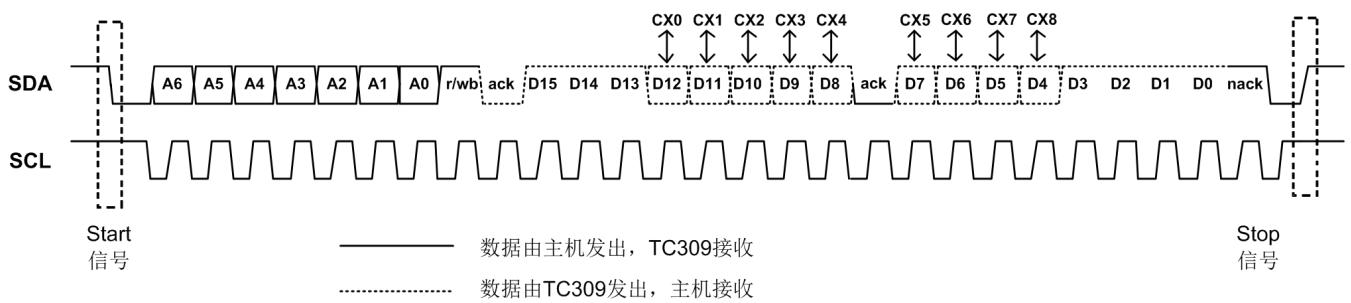 CX0 CX1 CX2 CX3 CX4 CX5 CX6 CX7 CX8
SDA A6 A5 A4 A3 A2 A1 A0 r/wb ack D15 D14 D13 D12 D11 D10 D9 D8 ack D7 D6 D5 D4 D3 D2 D1 D0 nack
SCL
Start Stop
信号 信号
数据由主机发出，TC309接收
数据由TC309发出，主机接收